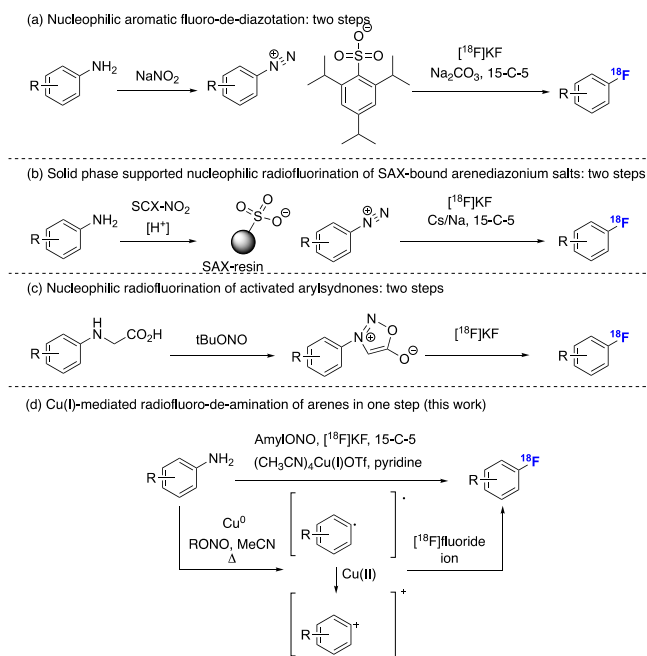 (a) Nucleophilic aromatic fluoro-de-diazotation: two steps
R
NH2
NaNO2
R
N
N
+
O
O=S=O
⊖
[18F]KF
Na2CO3, 15-C-5
R
18F
(b) Solid phase supported nucleophilic radiofluorination of SAX-bound arenediazonium salts: two steps
R
NH2
SCX-NO2
[H+]
O
O
S
O
⊖
SAX-resin
R
N
N
+
[18F]KF
Cs/Na, 15-C-5
R
18F
(c) Nucleophilic radiofluorination of activated arylsydnones: two steps
R
H
N
CO2H
tBuONO
R
N
N
O
+
O
⊖
[18F]KF
R
18F
(d) Cu(I)-mediated radiofluoro-de-amination of arenes in one step (this work)
R
NH2
AmylONO, [18F]KF, 15-C-5
(CH3CN)4Cu(I)OTf, pyridine
R
18F
Cu0
RONO, MeCN
Δ
R
·
·
[18F]fluoride
ion
Cu(II)
R
+
+